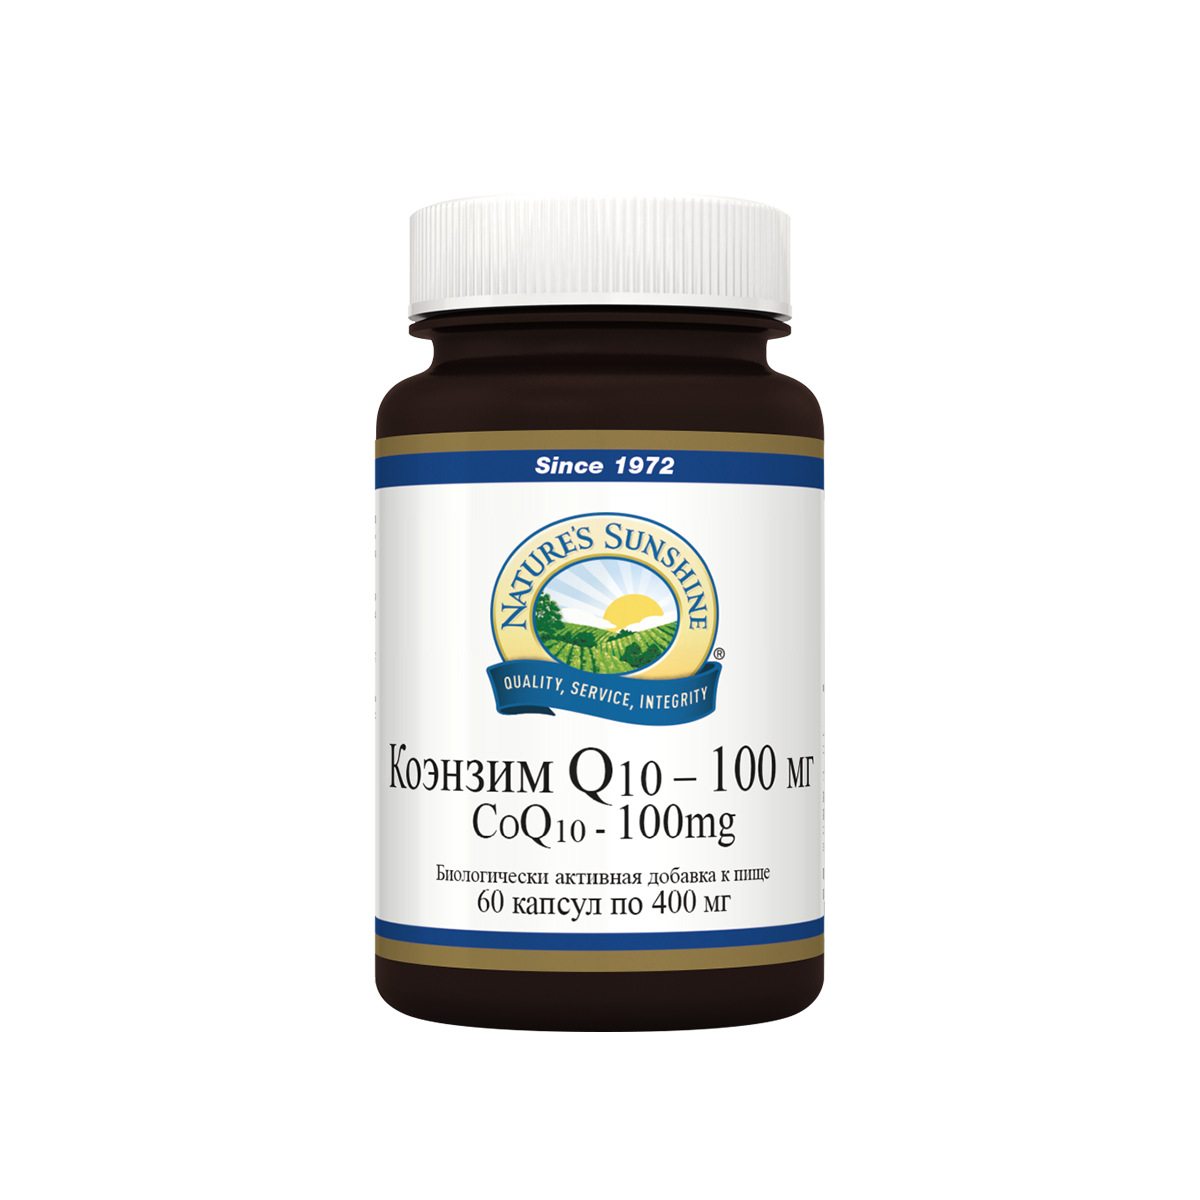 Since 1972
NATURE'S SUNSHINE
®
QUALITY, SERVICE, INTEGRITY
Коэнзим Q10 – 100 мг
CoQ10 - 100mg
Биологически активная добавка к пище
60 капсул по 400 мг